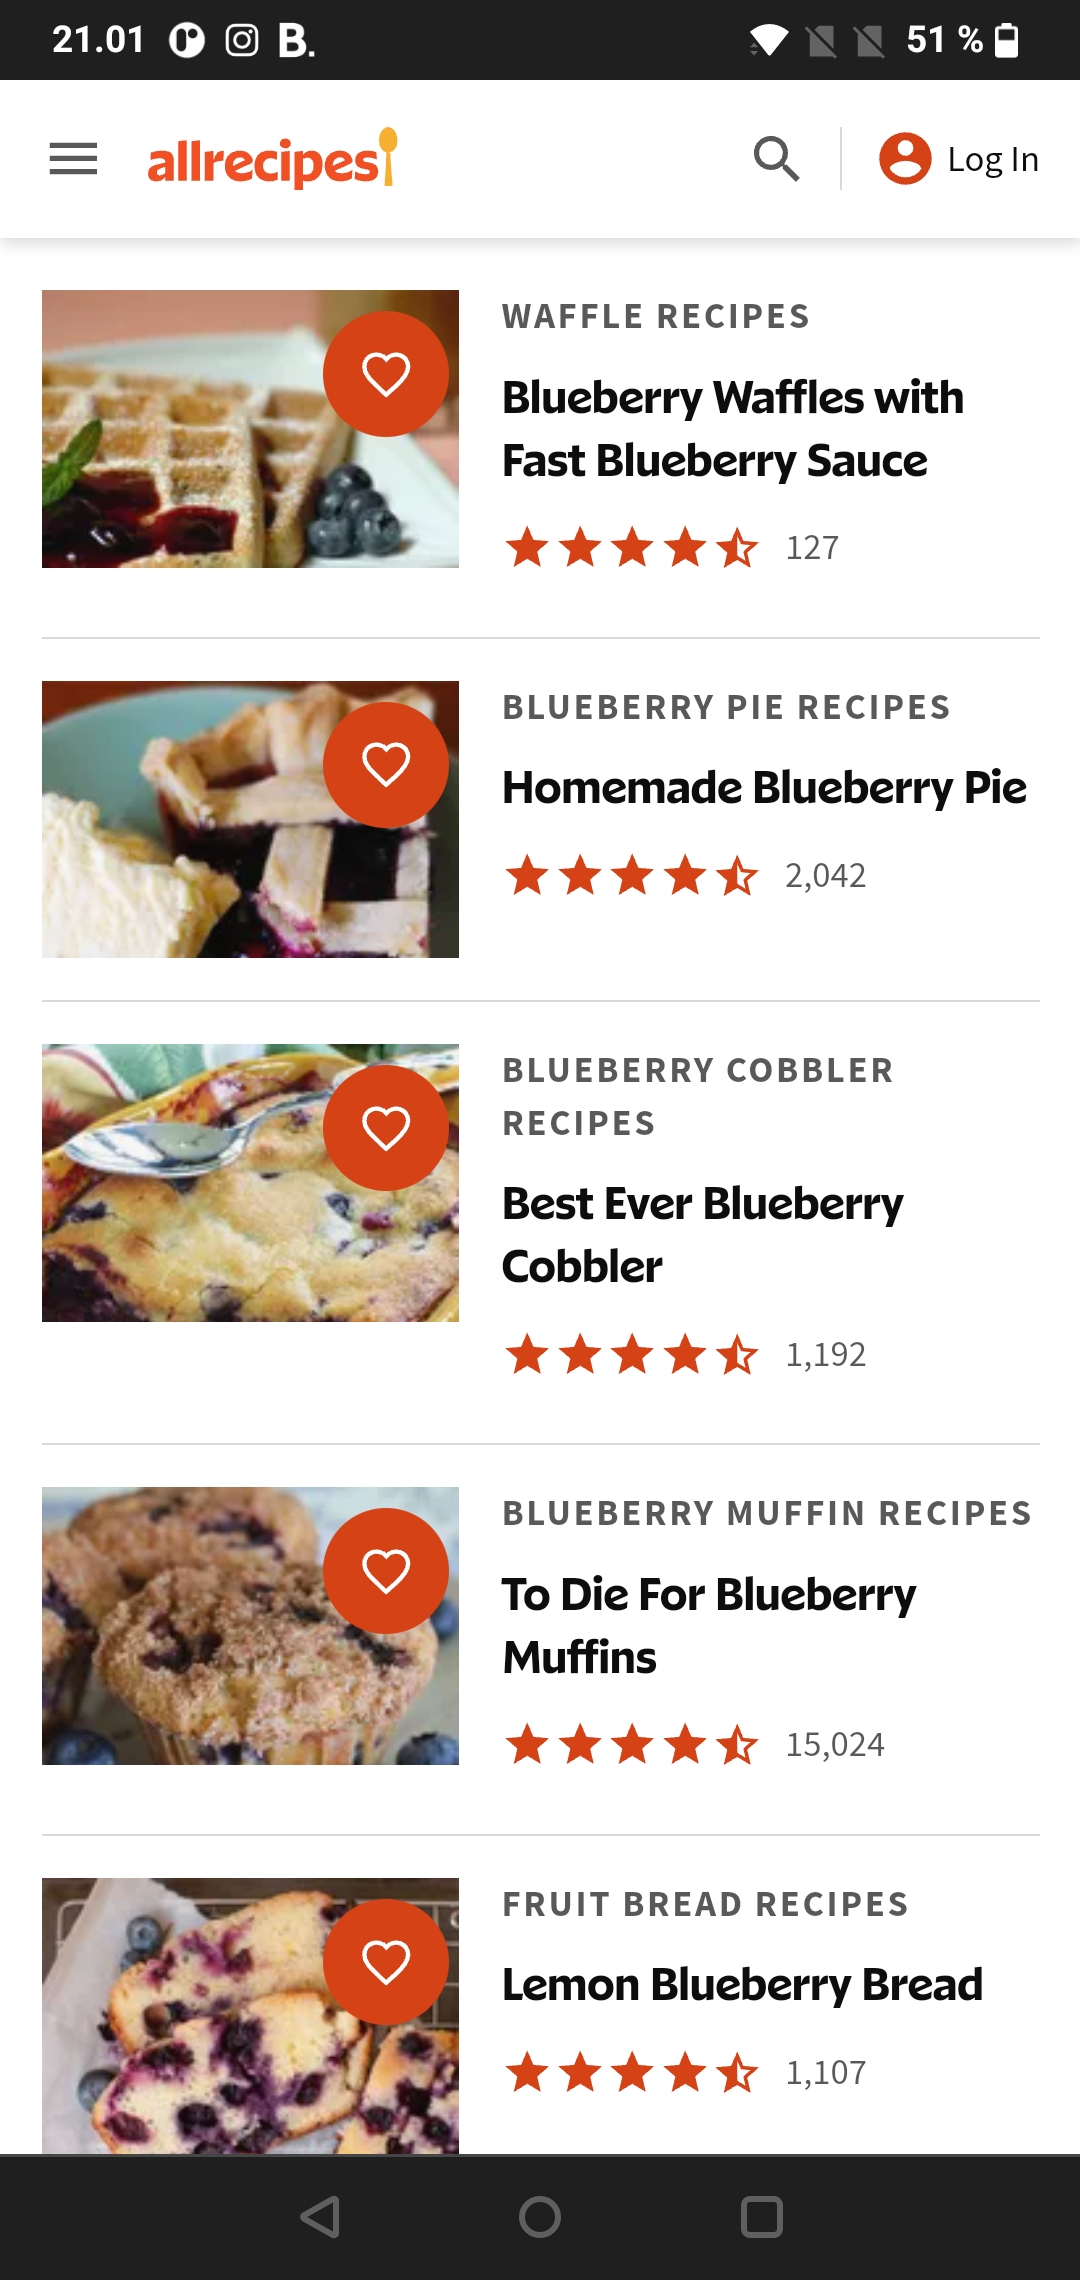 21.01 B. 51 %
allrecipes Log In
WAFFLE RECIPES
Blueberry Waffles with
Fast Blueberry Sauce
127
BLUEBERRY PIE RECIPES
Homemade Blueberry Pie
2,042
BLUEBERRY COBBLER
RECIPES
Best Ever Blueberry
Cobbler
1,192
BLUEBERRY MUFFIN RECIPES
To Die For Blueberry
Muffins
15,024
FRUIT BREAD RECIPES
Lemon Blueberry Bread
1,107